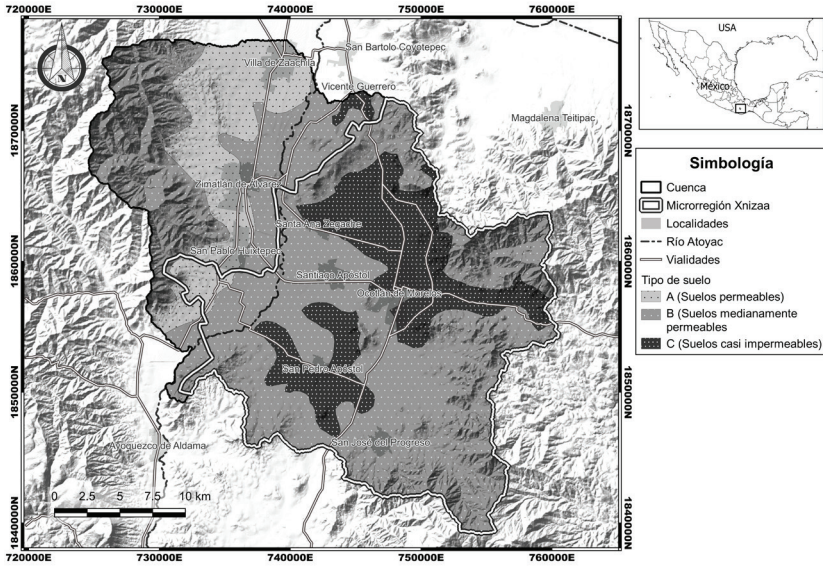 720000E 730000E 740000E 750000E 760000E
USA
México
San Bartolo Coyotepec
Villa de Zaachila
Vicente Guerrero
Magdalena Teitipac
1870000N 1870000N
Zimatlán de Alvarez
Santa Ana Zegache
San Pablo Huixtepec
1860000N 1860000N
Santiago Apóstol
Ocotlán de Morelos
San Pedro Apóstol
1850000N 1850000N
San José del Progreso
Ayoquezco de Aldama
0 2.5 5 7.5 10 km
1840000N 1840000N
720000E 730000E 740000E 750000E 760000E
N
Simbología
Cuenca
Microrregión Xnizaa
Localidades
Río Atoyac
Vialidades
Tipo de suelo
A (Suelos permeables)
B (Suelos medianamente
permeables)
C (Suelos casi impermeables)